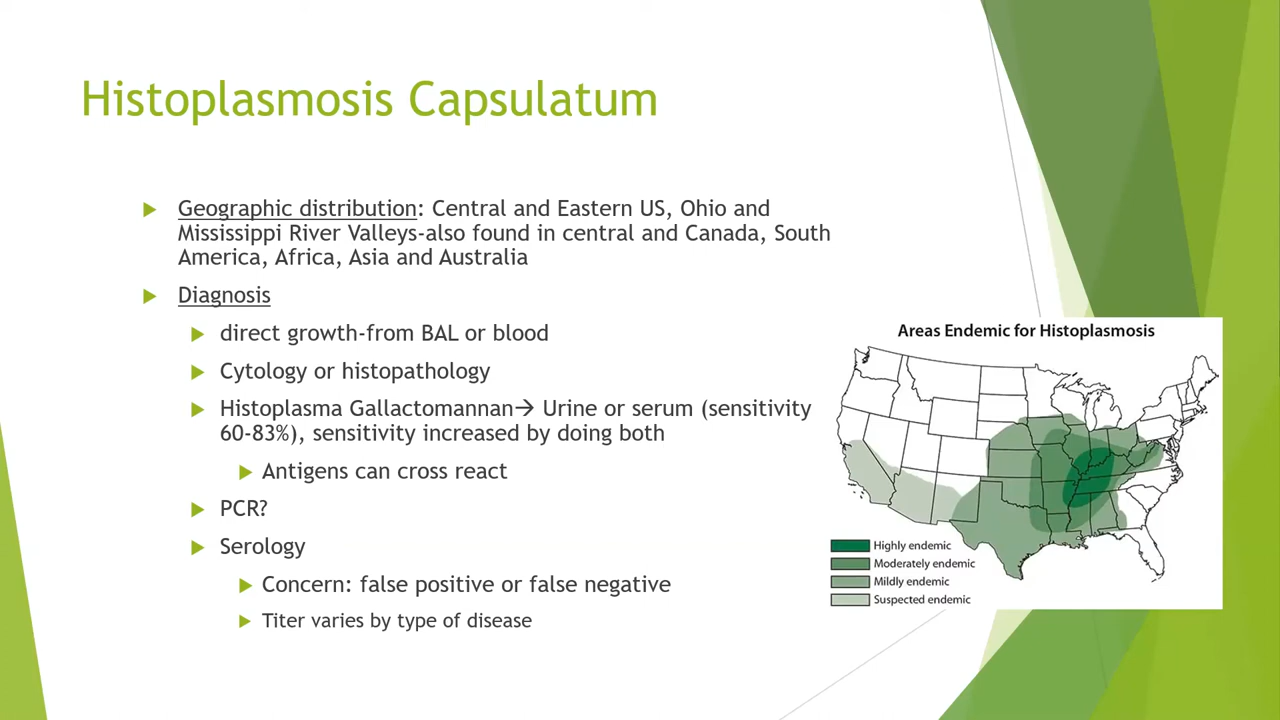 Histoplasmosis Capsulatum
Geographic distribution: Central and Eastern US, Ohio and
Mississippi River Valleys-also found in central and Canada, South
America, Africa, Asia and Australia
Diagnosis
direct growth-from BAL or blood
Cytology or histopathology
Histoplasma Gallactomannan→ Urine or serum (sensitivity
60-83%), sensitivity increased by doing both
Antigens can cross react
PCR?
Serology
Concern: false positive or false negative
Titer varies by type of disease
Areas Endemic for Histoplasmosis
Highly endemic
Moderately endemic
Mildly endemic
Suspected endemic